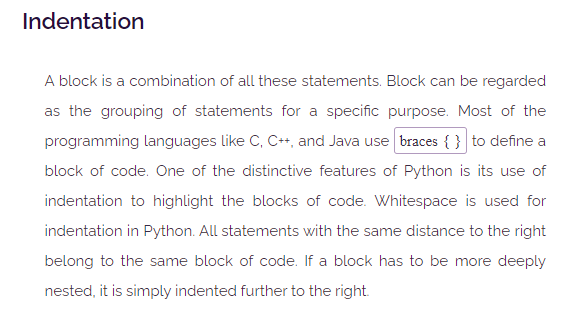 Indentation
A block is a combination of all these statements. Block can be regarded
as the grouping of statements for a specific purpose. Most of the
programming languages like C, C++, and Java use braces { } to define a
block of code. One of the distinctive features of Python is its use of
indentation to highlight the blocks of code. Whitespace is used for
indentation in Python. All statements with the same distance to the right
belong to the same block of code. If a block has to be more deeply
nested, it is simply indented further to the right.